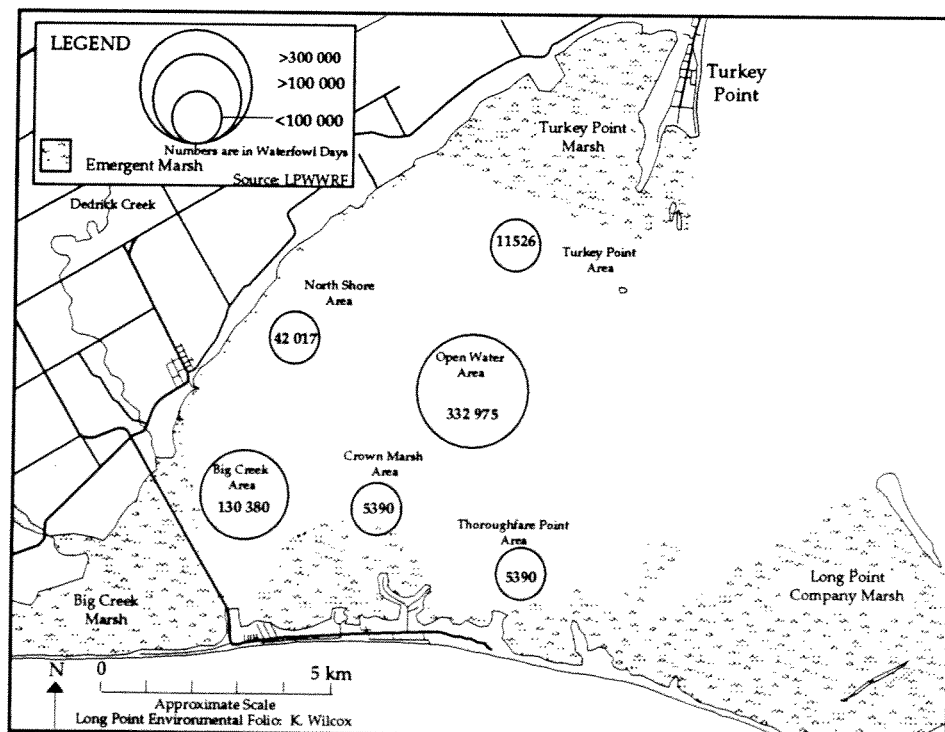 LEGEND
>300 000
>100 000
<100 000
Numbers are in Waterfowl Days
Emergent Marsh
Source: LPWWRF
Turkey
Point
Turkey Point
Marsh
Dedrick Creek
11526
Turkey Point
Area
North Shore
Area
42 017
Open Water
Area
332 975
Big Creek
Area
130 380
Crown Marsh
Area
5390
Thoroughfare Point
Area
5390
Long Point
Company Marsh
Big Creek
Marsh
N
0
5 km
Approximate Scale
Long Point Environmental Folio: K. Wilcox